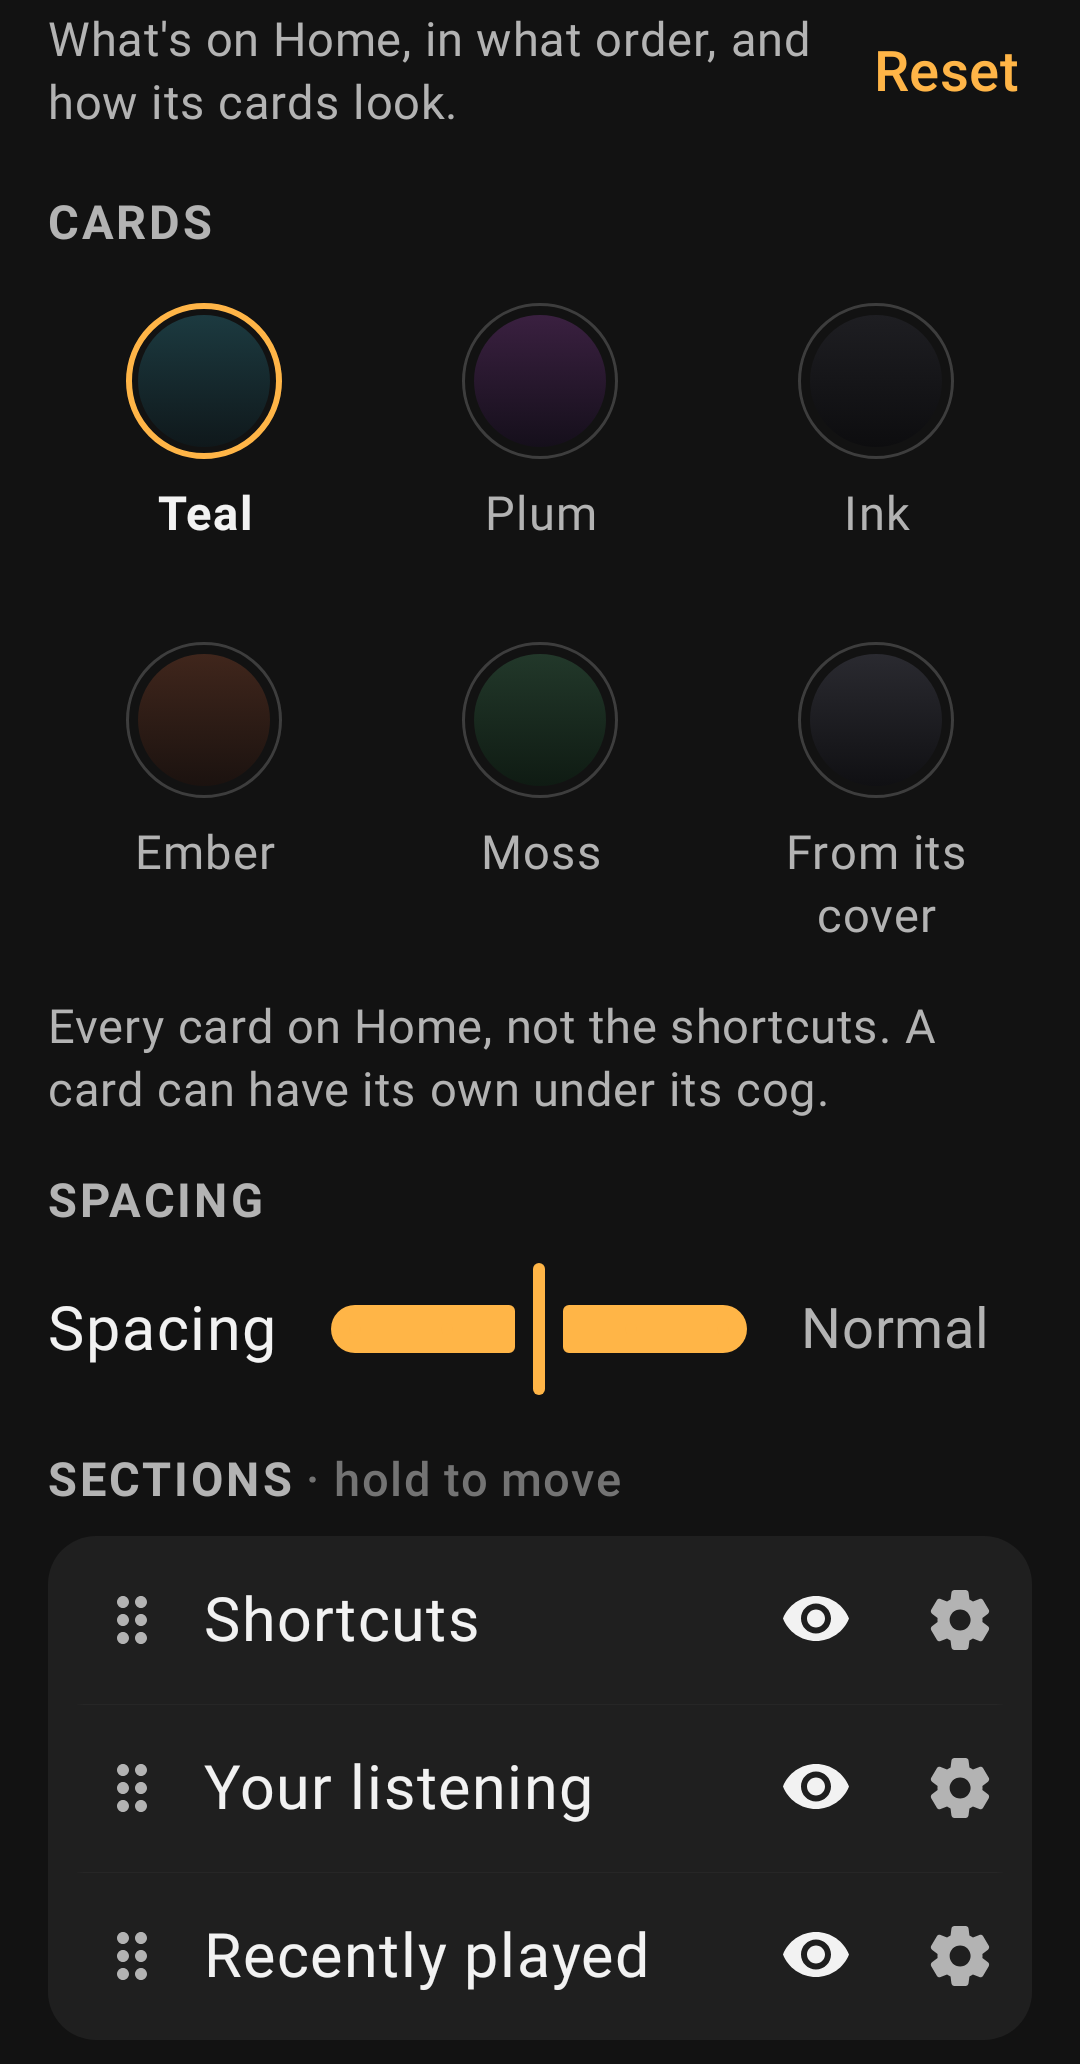 What's on Home, in what order, and
how its cards look.
Reset
CARDS
Teal
Plum
Ink
Ember
Moss
From its
cover
Every card on Home, not the shortcuts. A
card can have its own under its cog.
SPACING
Spacing
Normal
SECTIONS · hold to move
Shortcuts
Your listening
Recently played